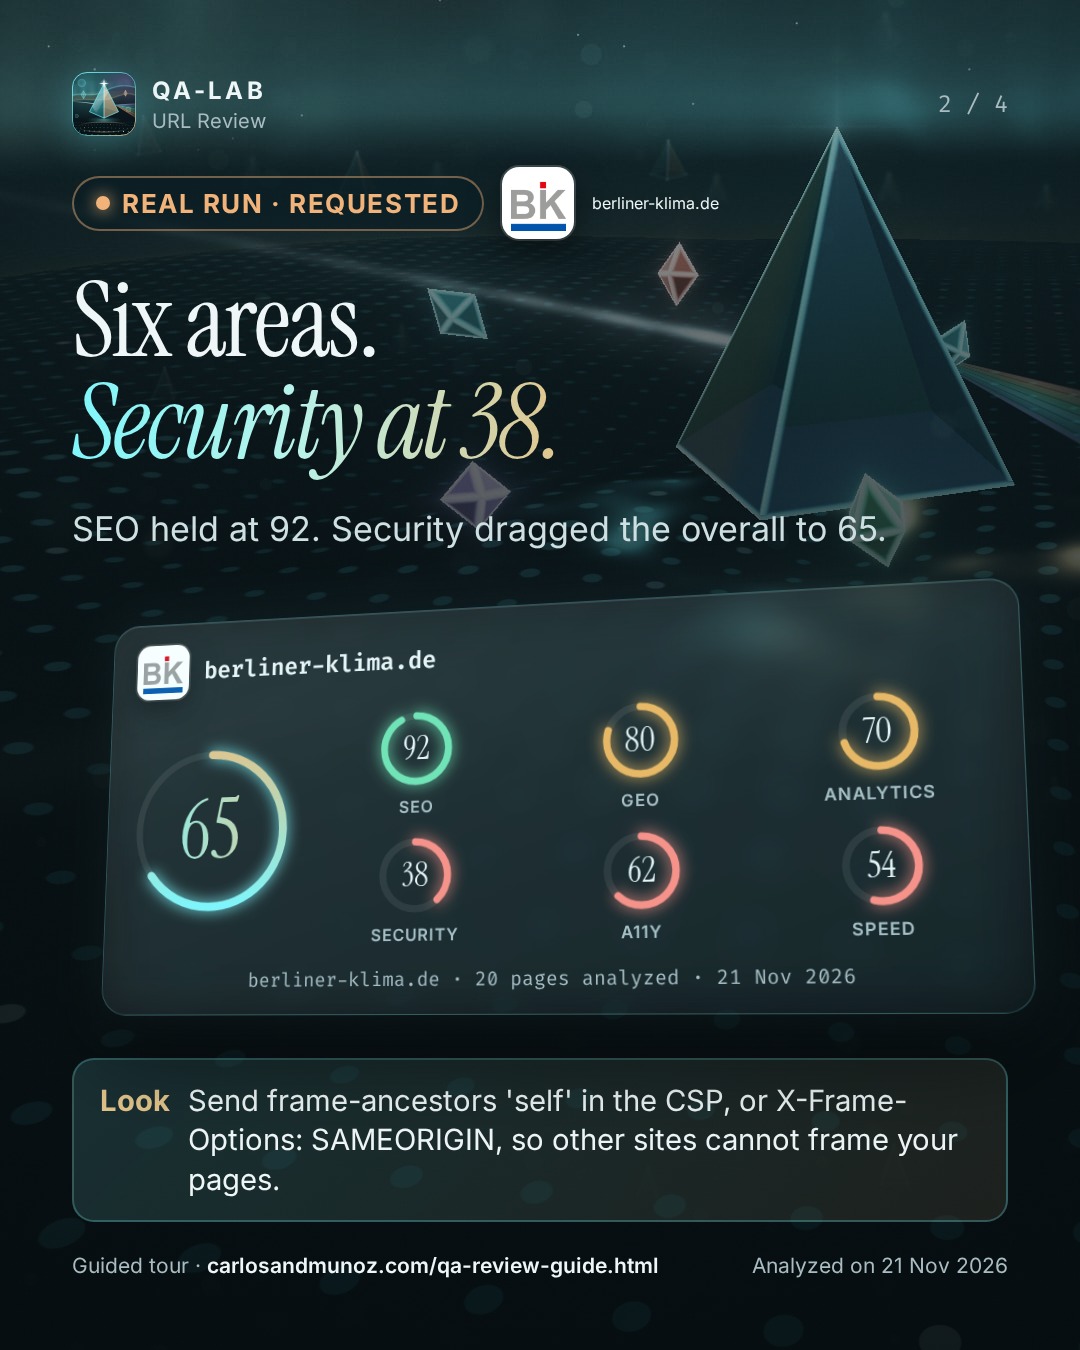 QA-LAB
URL Review
2 / 4
REAL RUN · REQUESTED
BK
berliner-klima.de
Six areas.
Security at 38.
SEO held at 92. Security dragged the overall to 65.
BK
berliner-klima.de
65
92
SEO
80
GEO
70
ANALYTICS
38
SECURITY
62
A11Y
54
SPEED
berliner-klima.de · 20 pages analyzed · 21 Nov 2026
Look
Send frame-ancestors 'self' in the CSP, or X-Frame-
Options: SAMEORIGIN, so other sites cannot frame your
pages.
Guided tour · carlosandmunoz.com/qa-review-guide.html
Analyzed on 21 Nov 2026